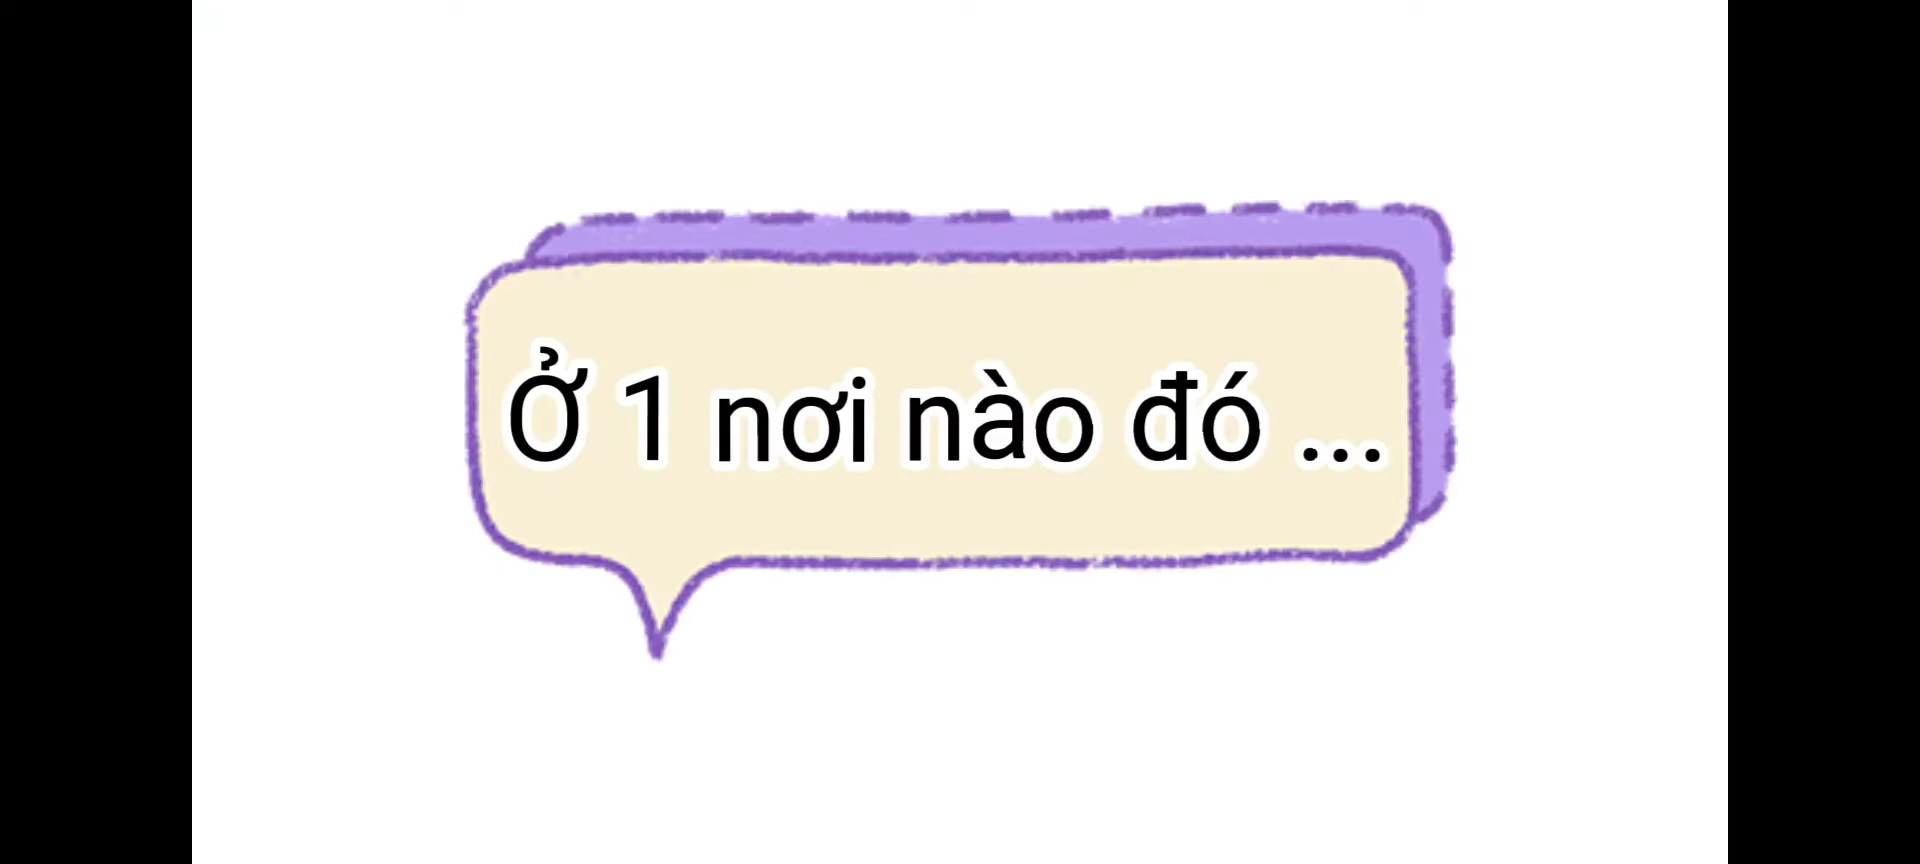 Ở 1 nơi nào đó ...